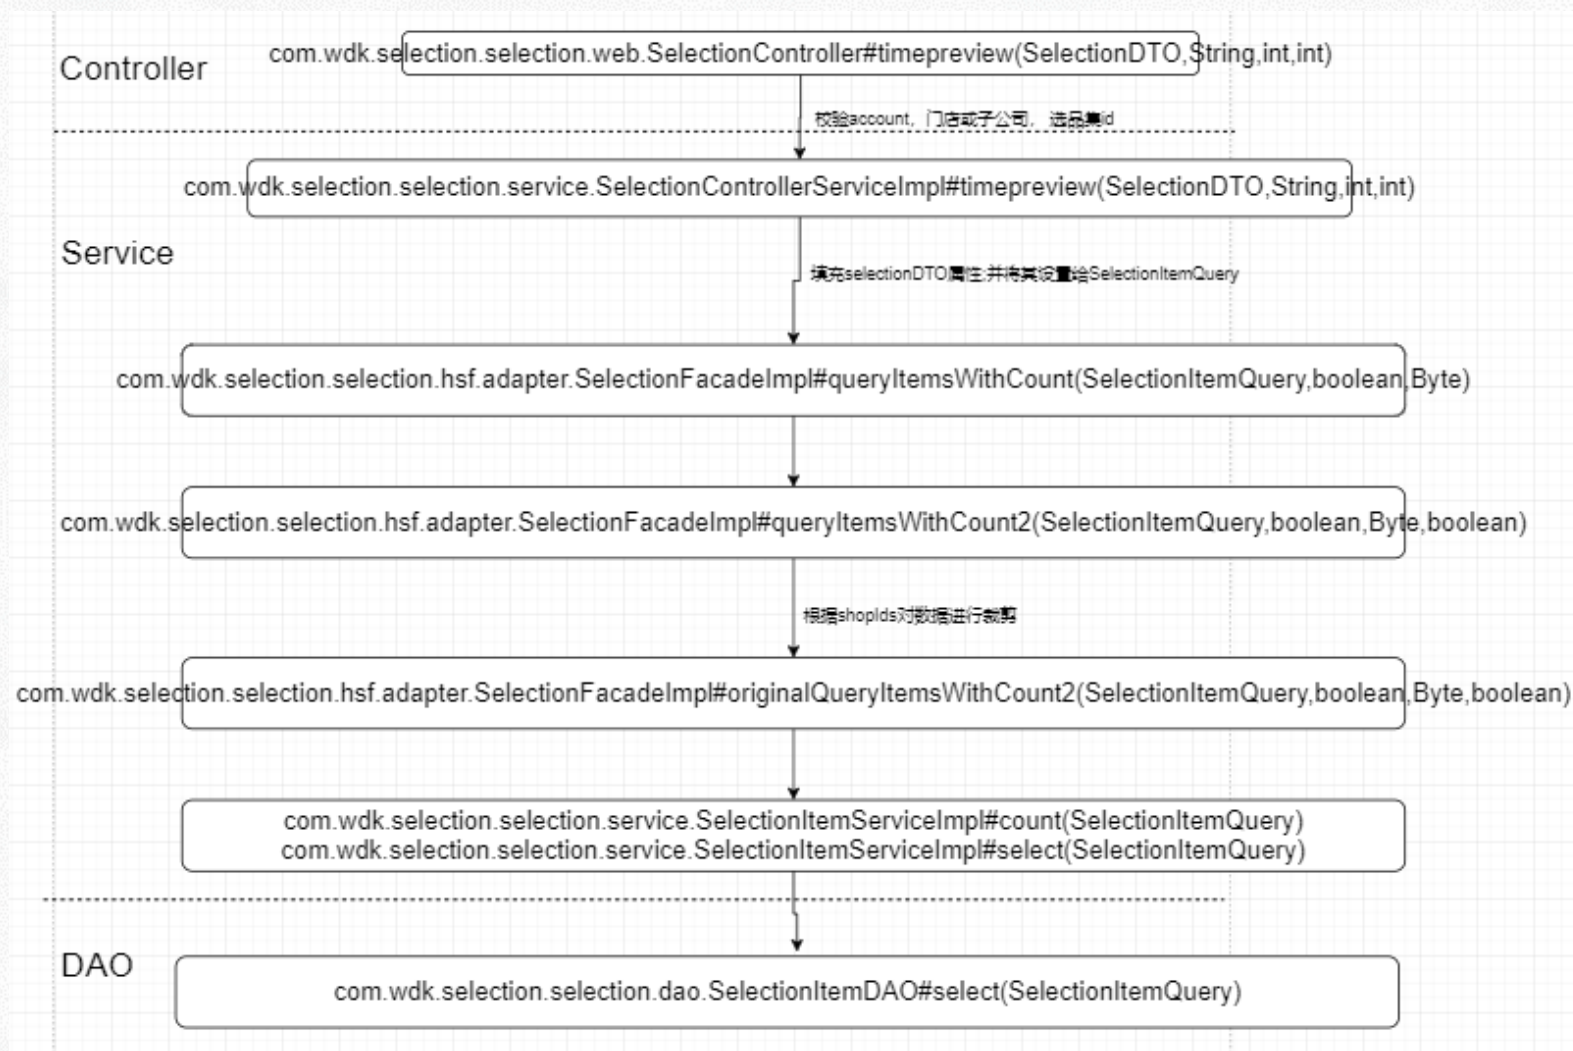 com.wdk.selection.selection.web.SelectionController#timepreview(SelectionDTO,String,int,int)
Controller
校验account，门店或子公司， 选品集id
com.wdk.selection.selection.service.SelectionControllerServiceImpl#timepreview(SelectionDTO,String,int,int)
Service
填充selectionDTO属性;并将其设置给SelectionItemQuery
com.wdk.selection.selection.hsf.adapter.SelectionFacadeImpl#queryItemsWithCount(SelectionItemQuery,boolean,Byte)
com.wdk.selection.selection.hsf.adapter.SelectionFacadeImpl#queryItemsWithCount2(SelectionItemQuery,boolean,Byte,boolean)
根据shopIds对数据进行裁剪
com.wdk.selection.selection.hsf.adapter.SelectionFacadeImpl#originalQueryItemsWithCount2(SelectionItemQuery,boolean,Byte,boolean)
com.wdk.selection.selection.service.SelectionItemServiceImpl#count(SelectionItemQuery)
com.wdk.selection.selection.service.SelectionItemServiceImpl#select(SelectionItemQuery)
DAO
com.wdk.selection.selection.dao.SelectionItemDAO#select(SelectionItemQuery)